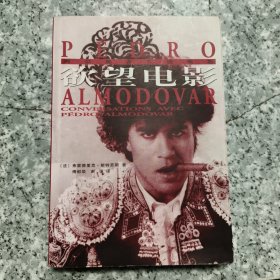 PEDRO
欲望电影
ALMODOVAR
CONVERSATIONS AVEC
PEDRO ALMODOVAR